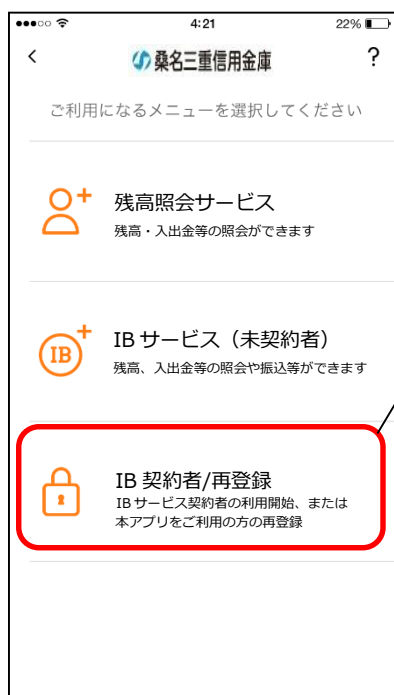 4:21
22%
桑名三重信用金庫
?
ご利用になるメニューを選択してください
残高照会サービス
残高・入出金等の照会ができます
IB
IB サービス（未契約者）
残高、入出金等の照会や振込等ができます
IB 契約者/再登録
IB サービス契約者の利用開始、または
本アプリをご利用の方の再登録